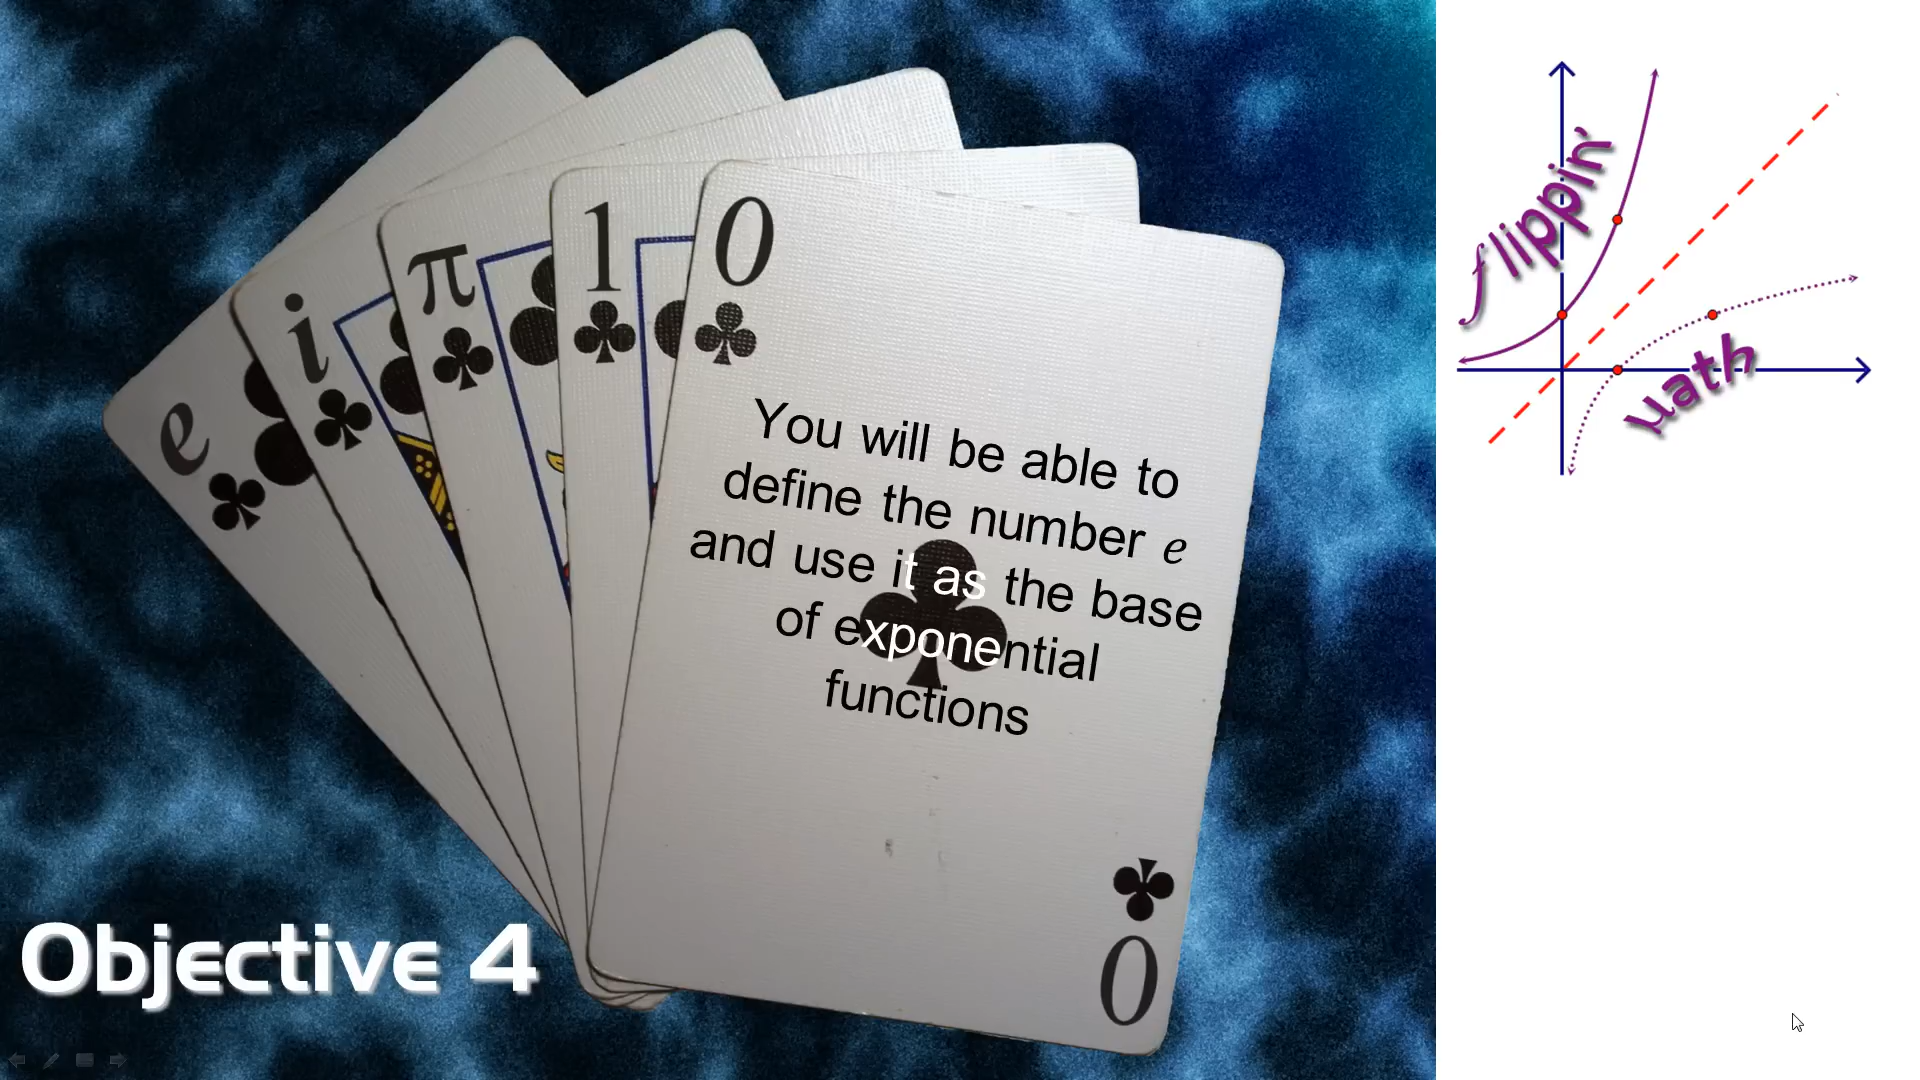 e
i
π
1
0
You will be able to
define the number e
and use it as the base
of exponential
functions
0
Objective 4
flippin'
math